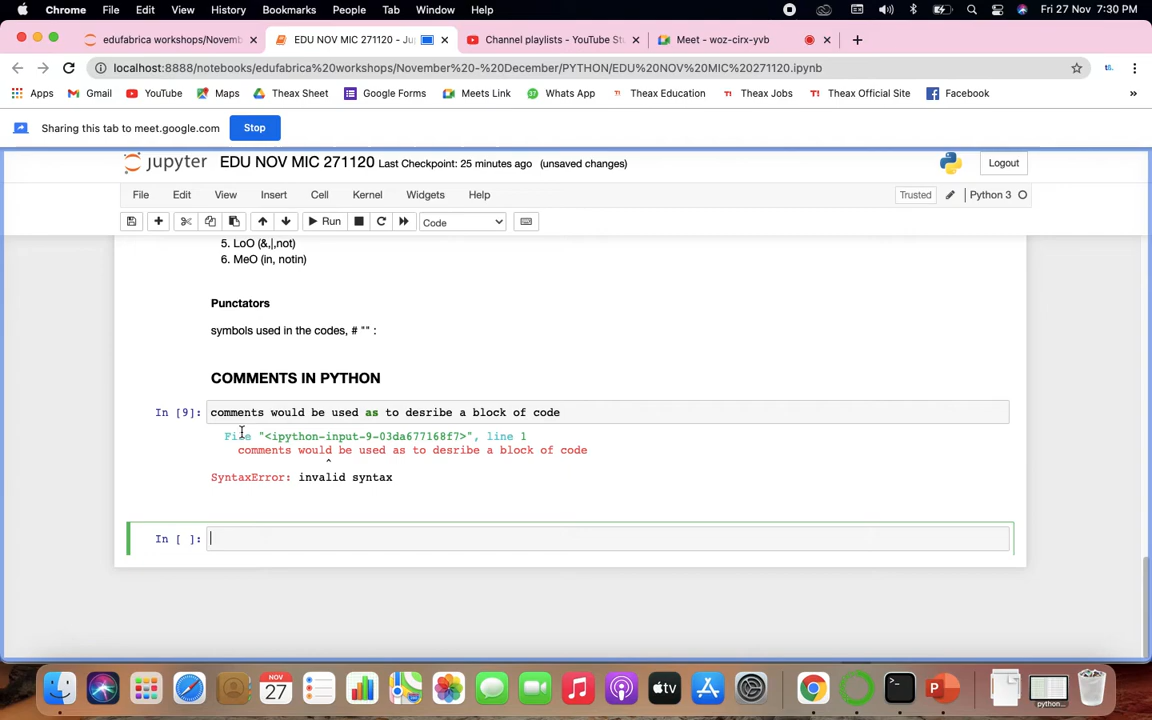 Chrome File Edit View History Bookmarks People Tab Window Help Fri 27 Nov 7:30 PM
edufabrica workshops/Novemb EDU NOV MIC 271120 - Ju Channel playlists - YouTube Stu Meet - woz-cirx-yvb
localhost:8888/notebooks/edufabrica%20workshops/November%20-%20December/PYTHON/EDU%20NOV%20MIC%20271120.ipynb
Apps Gmail YouTube Maps Theax Sheet Google Forms Meets Link Whats App Theax Education Theax Jobs Theax Official Site Facebook »
Sharing this tab to meet.google.com Stop
jupyter EDU NOV MIC 271120 Last Checkpoint: 25 minutes ago (unsaved changes) Logout
File Edit View Insert Cell Kernel Widgets Help Trusted Python 3
Run Code
5. LoO (&,|,not)
6. MeO (in, notin)
Punctators
symbols used in the codes, # "" :
COMMENTS IN PYTHON
In [9]: comments would be used as to desribe a block of code
File "<ipython-input-9-03da677168f7>", line 1
comments would be used as to desribe a block of code
^
SyntaxError: invalid syntax
In [ ]:
NOV
27
tv
python...